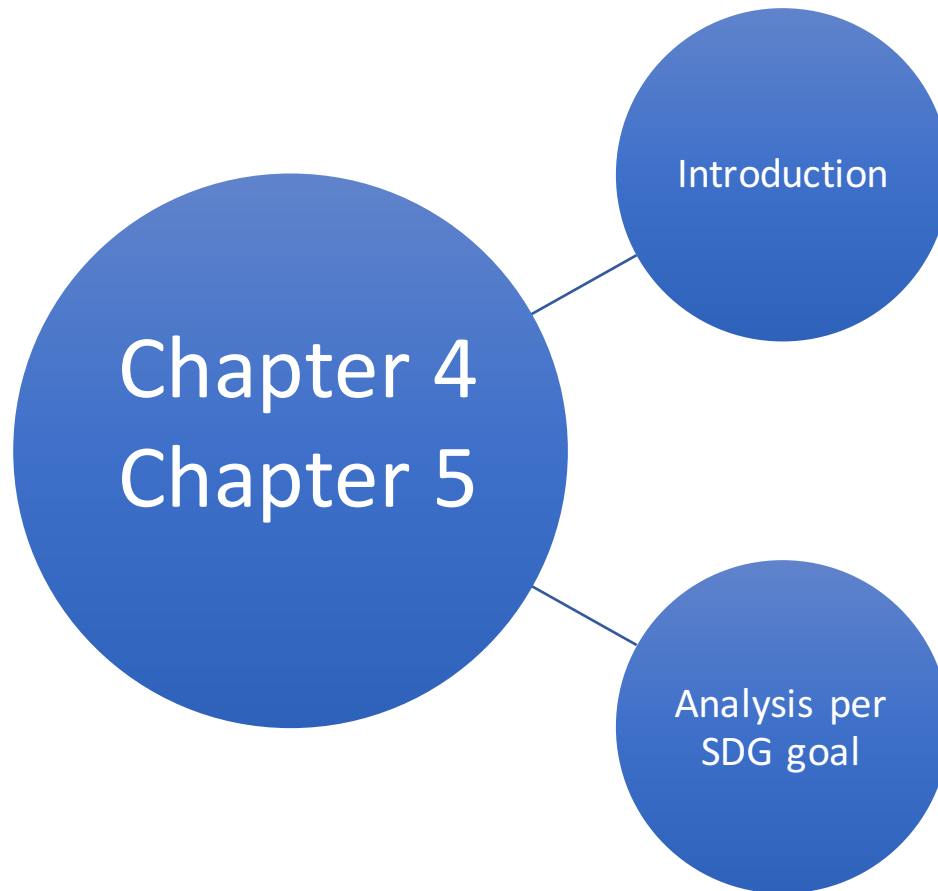 Introduction
Chapter 4
Chapter 5
Analysis per
SDG goal